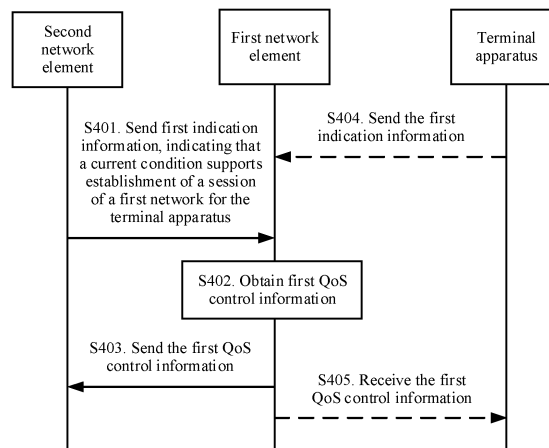 Second
network
element
First network
element
Terminal
apparatus
S401. Send first indication
information, indicating that
a current condition supports
establishment of a session
of a first network for the
terminal apparatus
S404. Send the first
indication information
S402. Obtain first QoS
control information
S403. Send the first QoS
control information
S405. Receive the first
QoS control information